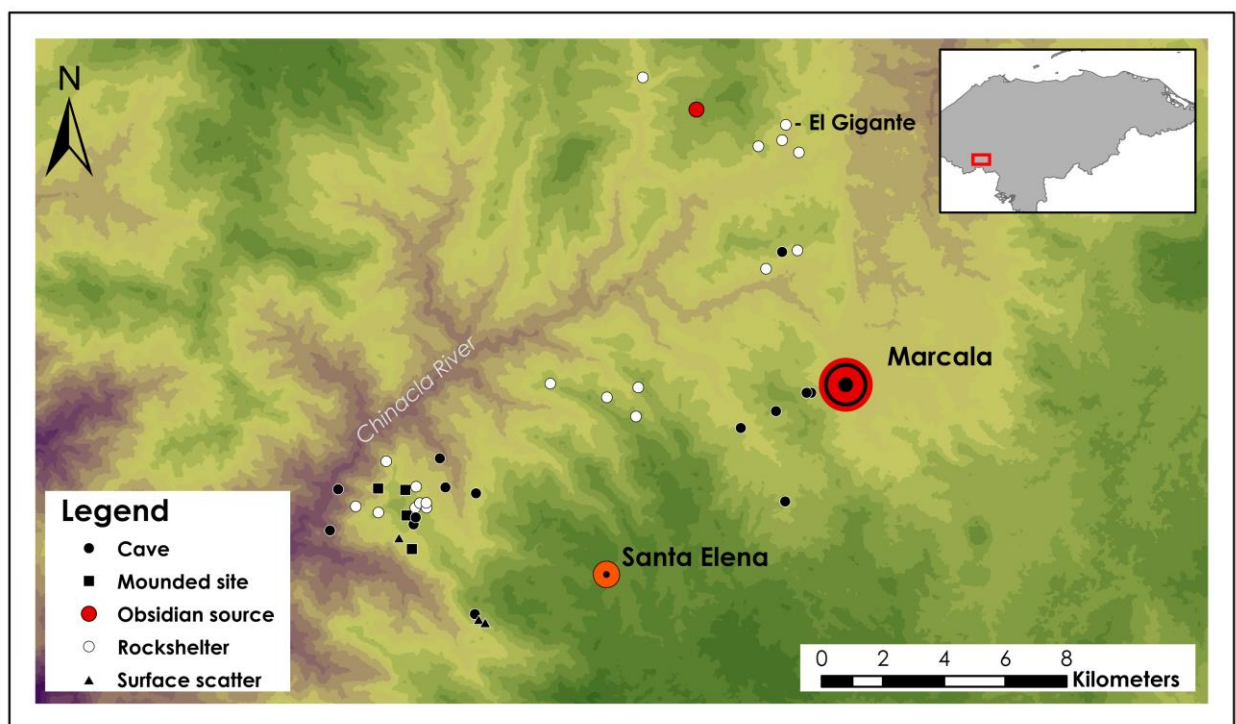 N
- El Gigante
Marcala
Chinacla River
Santa Elena
Legend
Cave
Mounded site
Obsidian source
Rockshelter
Surface scatter
0 2 4 6 8
Kilometers